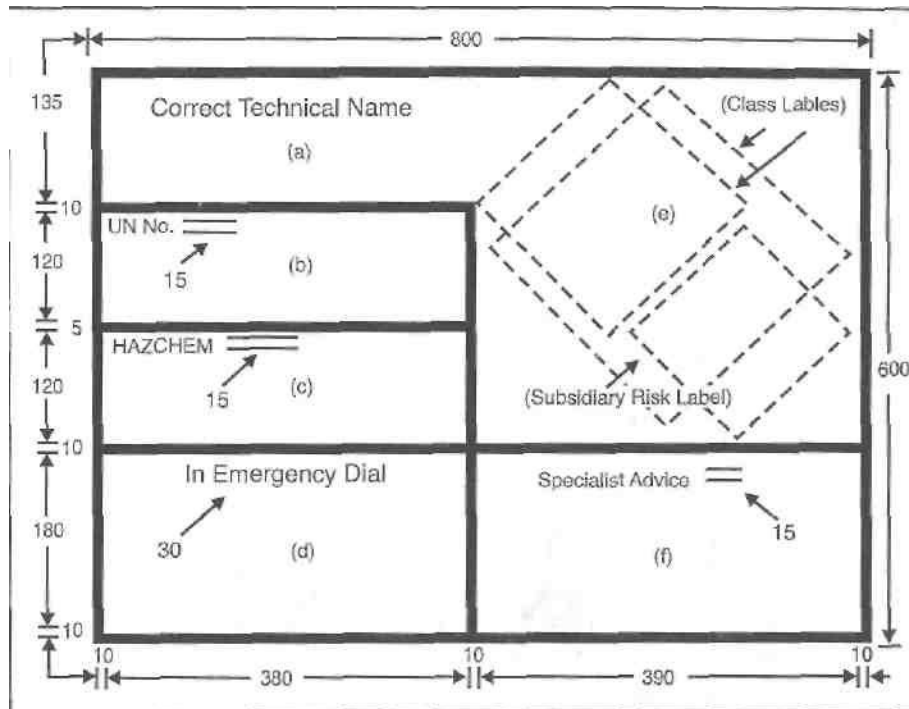 800
135
Correct Technical Name
(Class Lables)
(a)
10
UN No.
(e)
120
15
(b)
5
HAZCHEM
600
120
15
(c)
(Subsidiary Risk Label)
10
In Emergency Dial
Specialist Advice
180
30
(d)
15
(f)
10
10
10
10
380
390